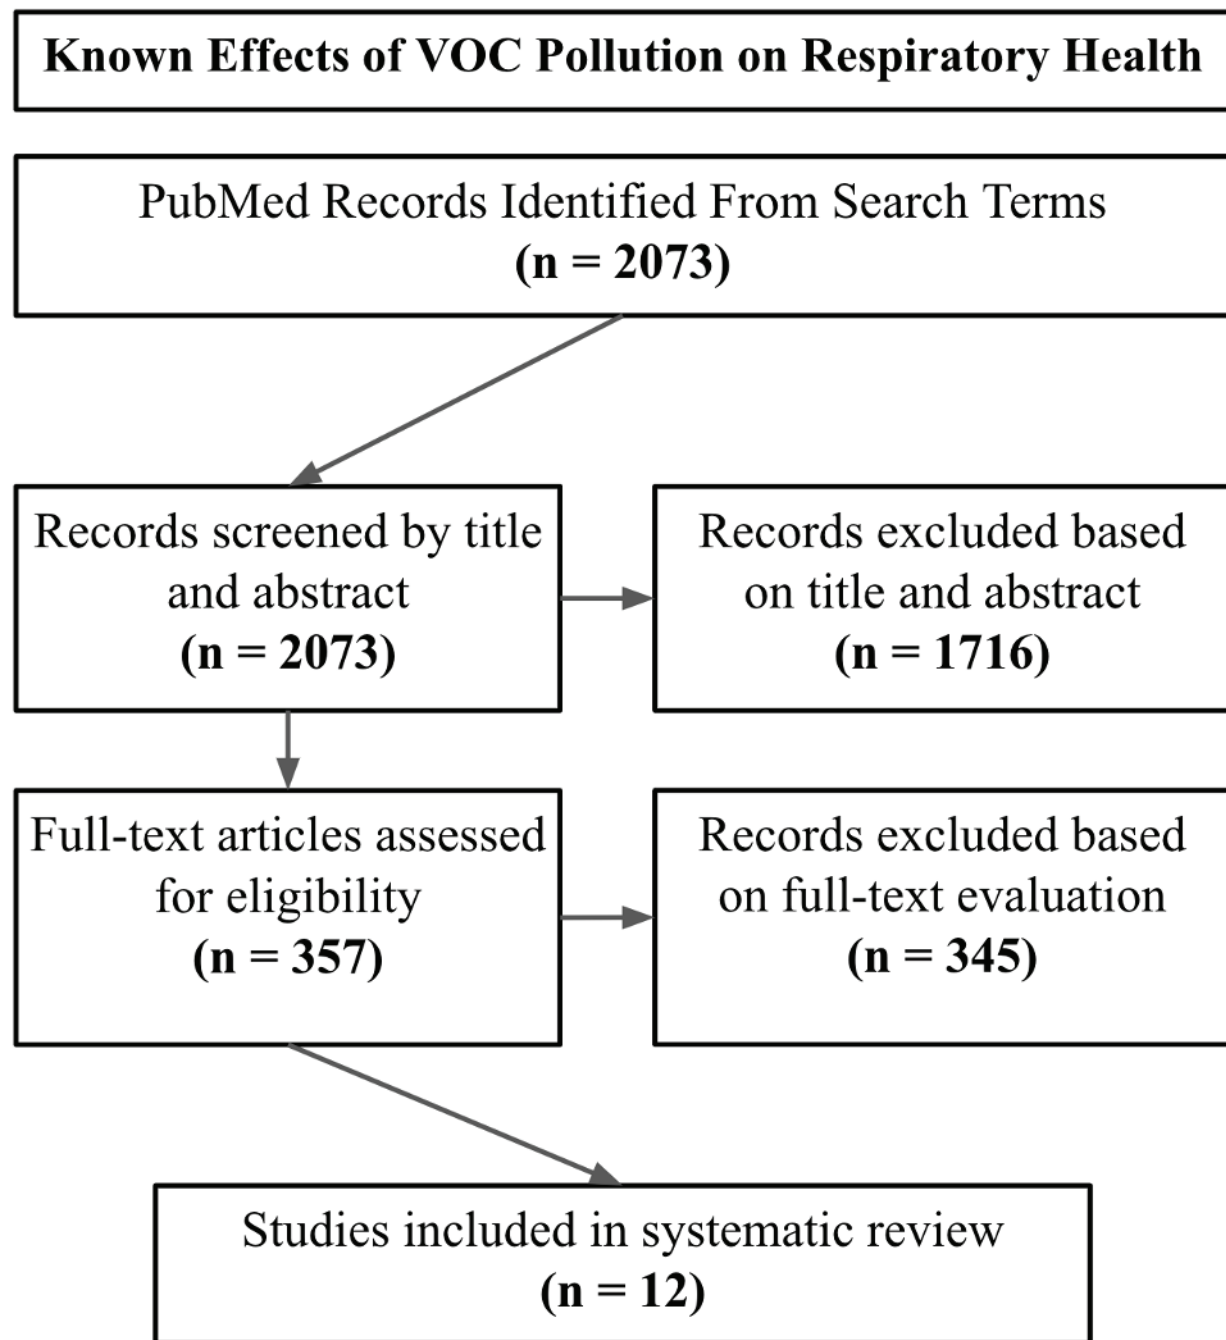 Known Effects of VOC Pollution on Respiratory Health
PubMed Records Identified From Search Terms
(n = 2073)
Records screened by title
and abstract
(n = 2073)
Records excluded based
on title and abstract
(n = 1716)
Full-text articles assessed
for eligibility
(n = 357)
Records excluded based
on full-text evaluation
(n = 345)
Studies included in systematic review
(n = 12)